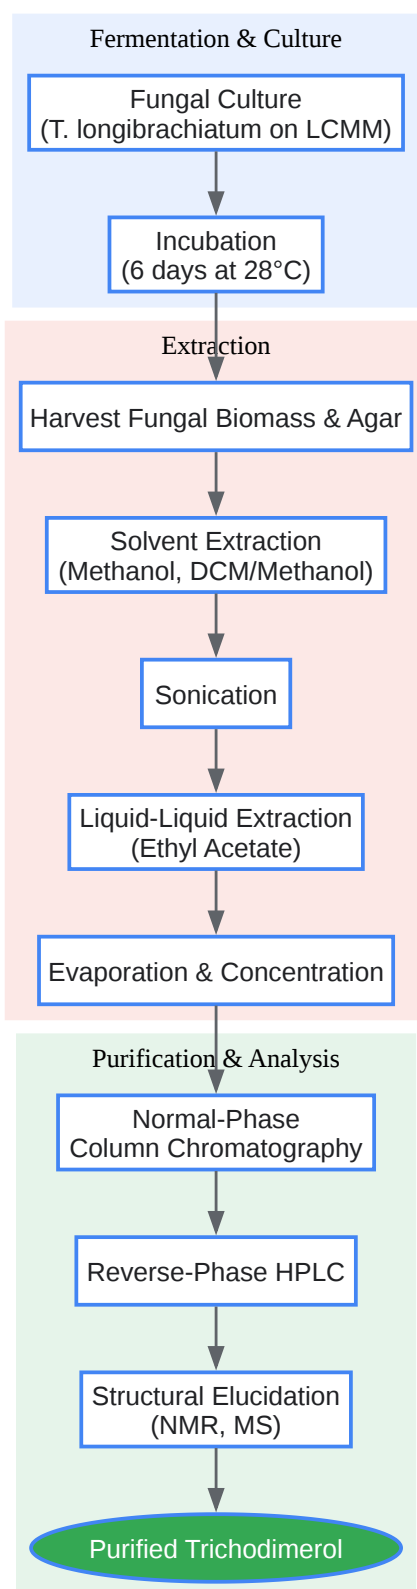 Fermentation & Culture
Fungal Culture
(T. longibrachiatum on LCMM)
Incubation
(6 days at 28°C)
Extraction
Harvest Fungal Biomass & Agar
Solvent Extraction
(Methanol, DCM/Methanol)
Sonication
Liquid-Liquid Extraction
(Ethyl Acetate)
Evaporation & Concentration
Purification & Analysis
Normal-Phase
Column Chromatography
Reverse-Phase HPLC
Structural Elucidation
(NMR, MS)
Purified Trichodimerol